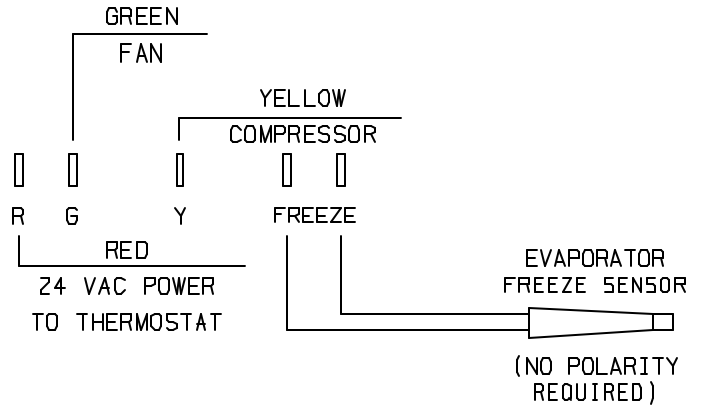 GREEN
FAN
YELLOW
COMPRESSOR
R G Y FREEZE
RED
24 VAC POWER
TO THERMOSTAT
EVAPORATOR
FREEZE SENSOR
(NO POLARITY
REQUIRED)